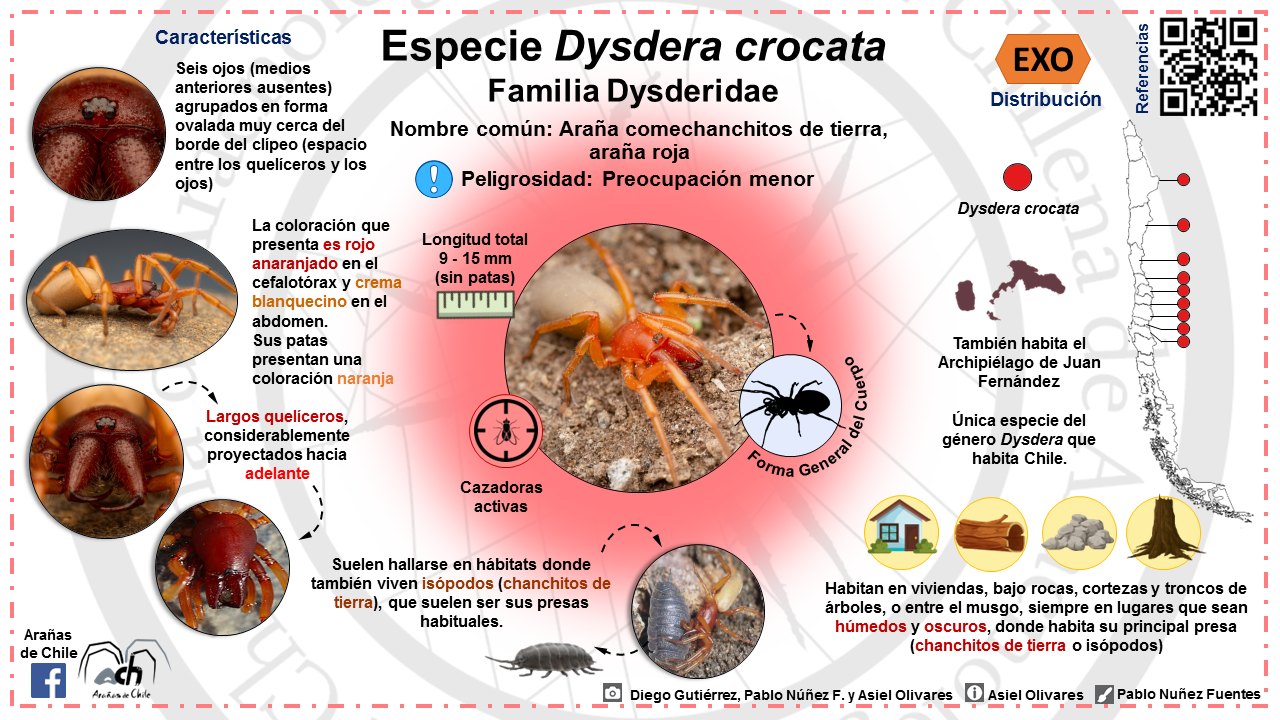 Características
Especie Dysdera crocata
Familia Dysderidae
Nombre común: Araña comechanchitos de tierra,
araña roja
Peligrosidad: Preocupación menor
EXO
Distribución
Referencias
Seis ojos (medios
anteriores ausentes)
agrupados en forma
ovalada muy cerca del
borde del clípeo (espacio
entre los quelíceros y los
ojos)
La coloración que
presenta es rojo
anaranjado en el
cefalotórax y crema
blanquecino en el
abdomen.
Sus patas
presentan una
coloración naranja
Longitud total
9 - 15 mm
(sin patas)
Largos quelíceros,
considerablemente
proyectados hacia
adelante
Cazadoras
activas
Forma General del Cuerpo
Dysdera crocata
También habita el
Archipiélago de Juan
Fernández
Única especie del
género Dysdera que
habita Chile.
Suelen hallarse en hábitats donde
también viven isópodos (chanchitos de
tierra), que suelen ser sus presas
habituales.
Habitan en viviendas, bajo rocas, cortezas y troncos de
árboles, o entre el musgo, siempre en lugares que sean
húmedos y oscuros, donde habita su principal presa
(chanchitos de tierra o isópodos)
Arañas
de Chile
ach
Arañas de Chile
Diego Gutiérrez, Pablo Núñez F. y Asiel Olivares
Asiel Olivares
Pablo Nuñez Fuentes